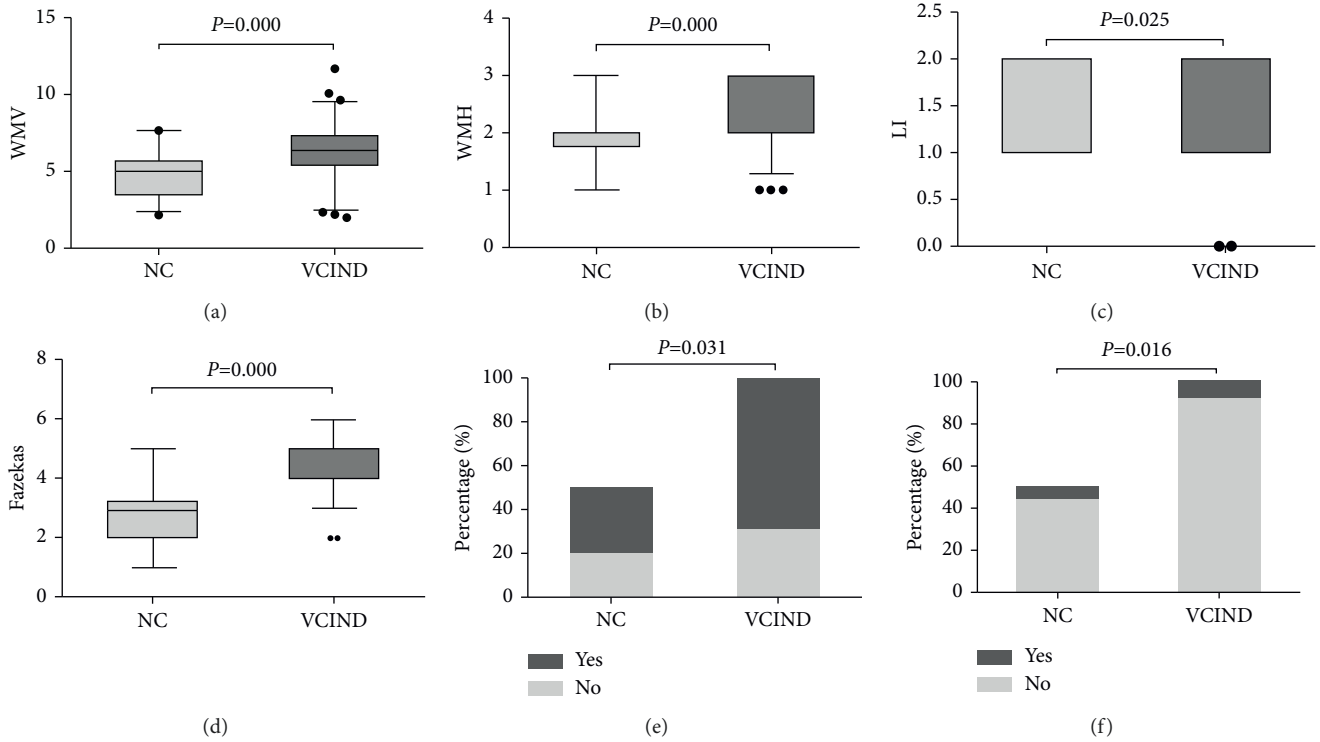 P=0.000
15
10
5
0
WMV
NC
VCIND
(a)
P=0.000
4
3
2
1
0
WMH
NC
VCIND
(b)
P=0.025
2.5
2.0
1.5
1.0
0.5
0.0
LI
NC
VCIND
(c)
P=0.000
8
6
4
2
0
Fazekas
NC
VCIND
(d)
P=0.031
100
80
60
40
20
0
Percentage (%)
NC
VCIND
Yes
No
(e)
P=0.016
100
80
60
40
20
0
Percentage (%)
NC
VCIND
Yes
No
(f)